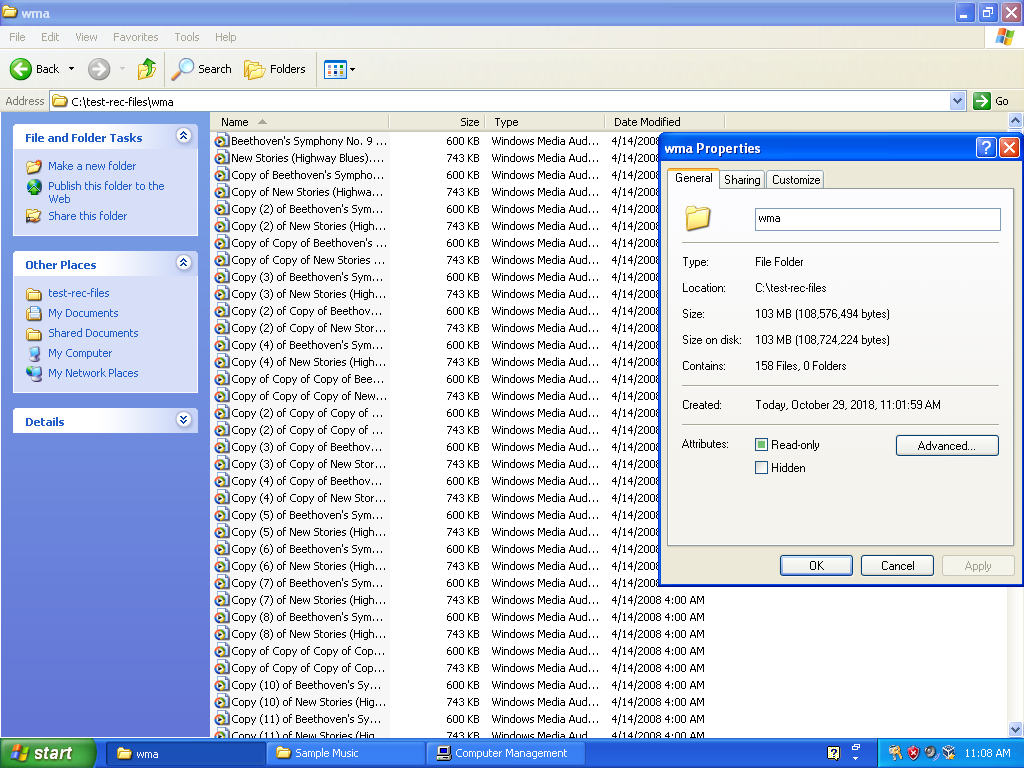 wma
File Edit View Favorites Tools Help
Back Search Folders
Address C:\test-rec-files\wma Go
File and Folder Tasks
Make a new folder
Publish this folder to the
Web
Share this folder
Other Places
test-rec-files
My Documents
Shared Documents
My Computer
My Network Places
Details
Name Size Type Date Modified
Beethoven's Symphony No. 9 ... 600 KB Windows Media Aud... 4/14/2008
New Stories (Highway Blues).... 743 KB Windows Media Aud... 4/14/2008
Copy of Beethoven's Sympho... 600 KB Windows Media Aud... 4/14/2008
Copy of New Stories (Highwa... 743 KB Windows Media Aud... 4/14/2008
Copy (2) of Beethoven's Sym... 600 KB Windows Media Aud... 4/14/2008
Copy (2) of New Stories (High... 743 KB Windows Media Aud... 4/14/2008
Copy of Copy of Beethoven's ... 600 KB Windows Media Aud... 4/14/2008
Copy of Copy of New Stories ... 743 KB Windows Media Aud... 4/14/2008
Copy (3) of Beethoven's Sym... 600 KB Windows Media Aud... 4/14/2008
Copy (3) of New Stories (High... 743 KB Windows Media Aud... 4/14/2008
Copy (2) of Copy of Beethov... 600 KB Windows Media Aud... 4/14/2008
Copy (2) of Copy of New Stor... 743 KB Windows Media Aud... 4/14/2008
Copy (4) of Beethoven's Sym... 600 KB Windows Media Aud... 4/14/2008
Copy (4) of New Stories (High... 743 KB Windows Media Aud... 4/14/2008
Copy of Copy of Copy of Bee... 600 KB Windows Media Aud... 4/14/2008
Copy of Copy of Copy of New... 743 KB Windows Media Aud... 4/14/2008
Copy (2) of Copy of Copy of ... 600 KB Windows Media Aud... 4/14/2008
Copy (2) of Copy of Copy of ... 743 KB Windows Media Aud... 4/14/2008
Copy (3) of Copy of Beethov... 600 KB Windows Media Aud... 4/14/2008
Copy (3) of Copy of New Stor... 743 KB Windows Media Aud... 4/14/2008
Copy (4) of Copy of Beethov... 600 KB Windows Media Aud... 4/14/2008
Copy (4) of Copy of New Stor... 743 KB Windows Media Aud... 4/14/2008
Copy (5) of Beethoven's Sym... 600 KB Windows Media Aud... 4/14/2008
Copy (5) of New Stories (High... 743 KB Windows Media Aud... 4/14/2008
Copy (6) of Beethoven's Sym... 600 KB Windows Media Aud... 4/14/2008
Copy (6) of New Stories (High... 743 KB Windows Media Aud... 4/14/2008
Copy (7) of Beethoven's Sym... 600 KB Windows Media Aud... 4/14/2008
Copy (7) of New Stories (High... 743 KB Windows Media Aud... 4/14/2008 4:00 AM
Copy (8) of Beethoven's Sym... 600 KB Windows Media Aud... 4/14/2008 4:00 AM
Copy (8) of New Stories (High... 743 KB Windows Media Aud... 4/14/2008 4:00 AM
Copy of Copy of Copy of Cop... 600 KB Windows Media Aud... 4/14/2008 4:00 AM
Copy of Copy of Copy of Cop... 743 KB Windows Media Aud... 4/14/2008 4:00 AM
Copy (10) of Beethoven's Sy... 600 KB Windows Media Aud... 4/14/2008 4:00 AM
Copy (10) of New Stories (Hig... 743 KB Windows Media Aud... 4/14/2008 4:00 AM
Copy (11) of Beethoven's Sy... 600 KB Windows Media Aud... 4/14/2008 4:00 AM
Copy (11) of New Stories (Hig... 743 KB Windows Media Aud... 4/14/2008 4:00 AM
wma Properties
General Sharing Customize
wma
Type: File Folder
Location: C:\test-rec-files
Size: 103 MB (108,576,494 bytes)
Size on disk: 103 MB (108,724,224 bytes)
Contains: 158 Files, 0 Folders
Created: Today, October 29, 2018, 11:01:59 AM
Attributes: Read-only Advanced...
Hidden
OK Cancel Apply
start wma Sample Music Computer Management 11:08 AM